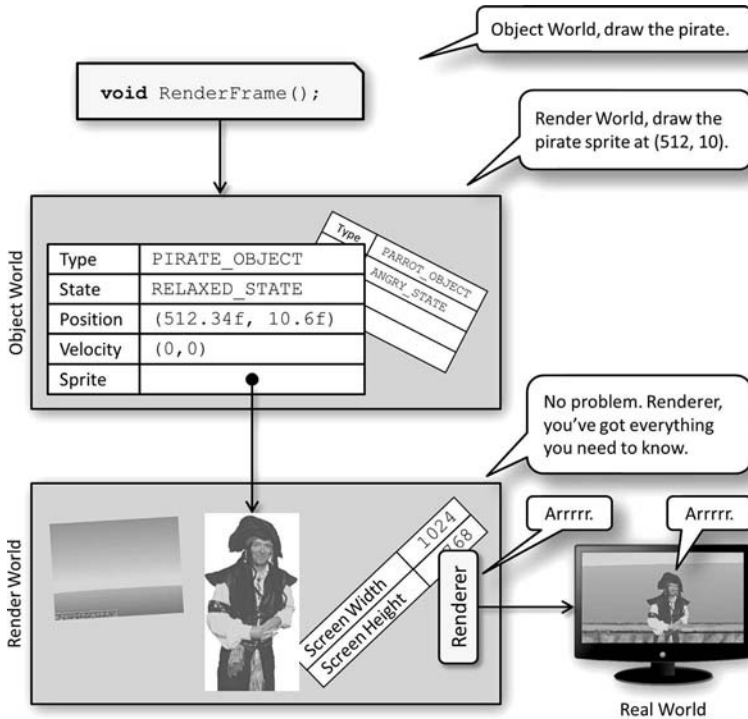 Object World, draw the pirate.
void RenderFrame();
Render World, draw the
pirate sprite at (512, 10).
Object World
Type PIRATE_OBJECT
State RELAXED_STATE
Position (512.34f, 10.6f)
Velocity (0,0)
Sprite
Type PARROT_OBJECT
ANGRY_STATE
No problem. Renderer,
you've got everything
you need to know.
Render World
Screen Width 1024
Screen Height 68
Renderer
Arrrrr.
Arrrrr.
Real World